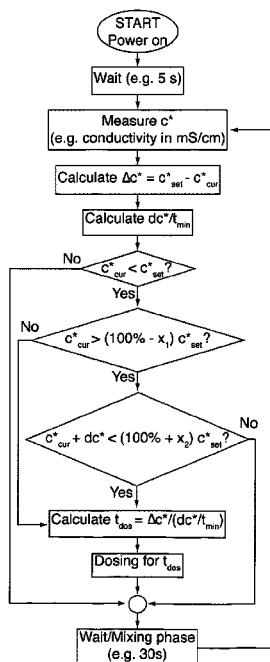 START
Power on
Wait (e.g. 5 s)
Measure c*
(e.g. conductivity in mS/cm)
Calculate Δc* = c*set - c*cur
Calculate dc*/tmin
No
c*cur < c*set?
Yes
No
c*cur > (100% - x1) c*set?
Yes
No
c*cur + dc* < (100% + x2) c*set?
Yes
Calculate tdos = Δc*/(dc*/tmin)
Dosing for tdos
Wait/Mixing phase
(e.g. 30s)